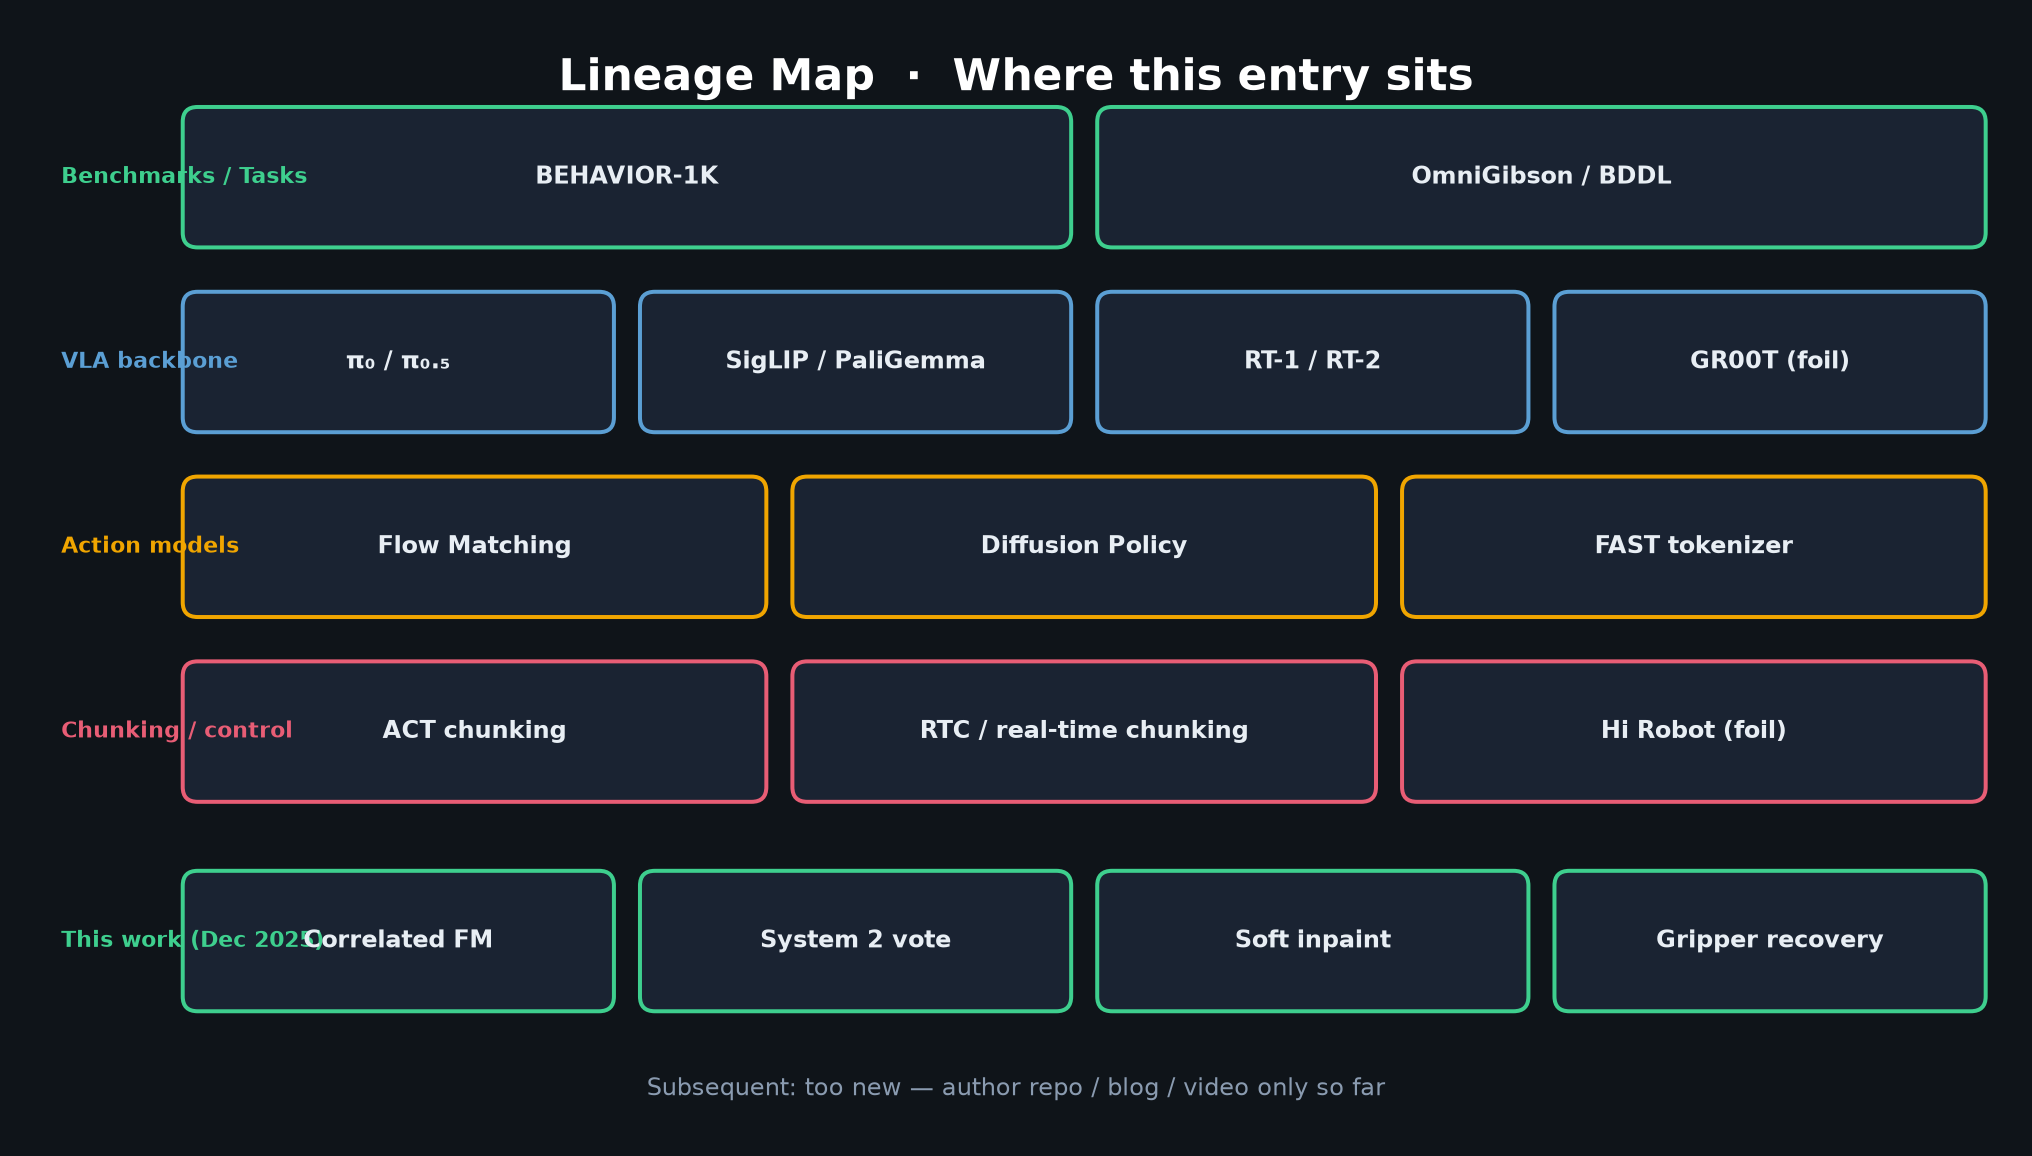 Lineage Map · Where this entry sits
Benchmarks / Tasks
BEHAVIOR-1K
OmniGibson / BDDL
VLA backbone
π₀ / π₀.₅
SigLIP / PaliGemma
RT-1 / RT-2
GR00T (foil)
Action models
Flow Matching
Diffusion Policy
FAST tokenizer
Chunking / control
ACT chunking
RTC / real-time chunking
Hi Robot (foil)
This work (Dec 2025)
Correlated FM
System 2 vote
Soft inpaint
Gripper recovery
Subsequent: too new — author repo / blog / video only so far